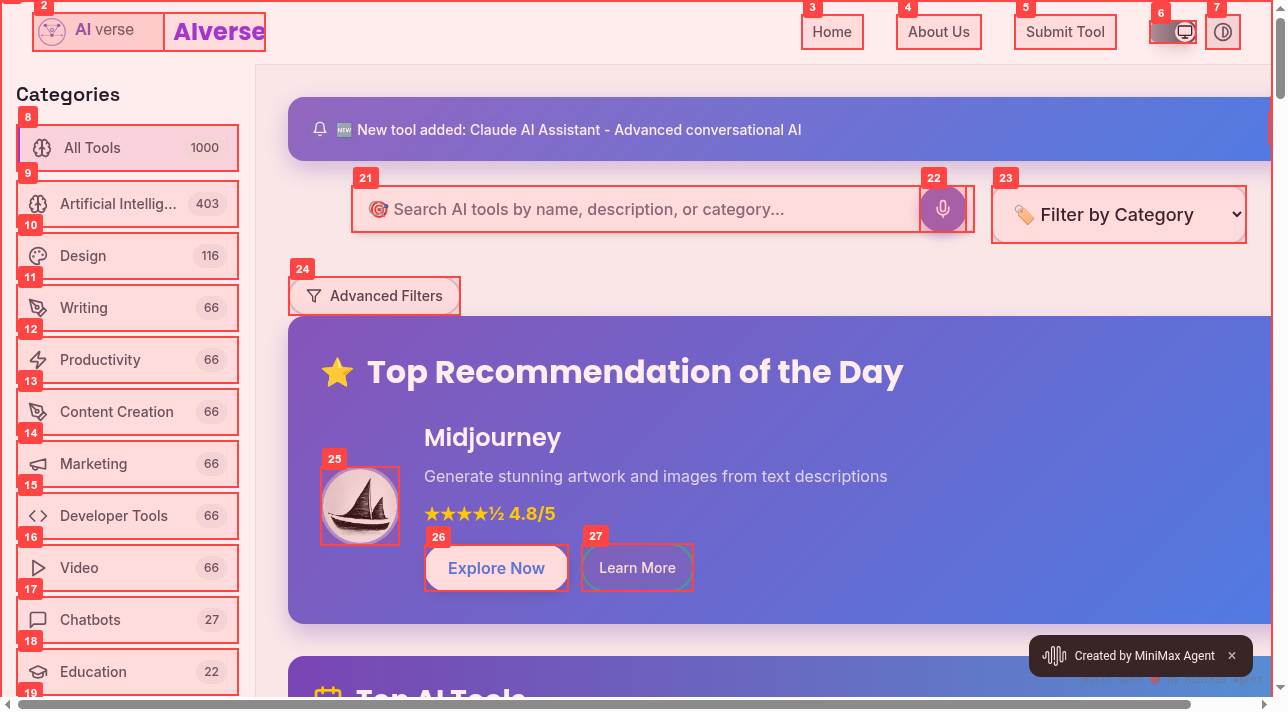 2
AI verse
AIverse
3
Home
4
About Us
5
Submit Tool
6
7
Categories
8
All Tools
1000
9
Artificial Intellig...
403
10
Design
116
11
Writing
66
12
Productivity
66
13
Content Creation
66
14
Marketing
66
15
Developer Tools
66
16
Video
66
17
Chatbots
27
18
Education
22
19
🆕 New tool added: Claude AI Assistant - Advanced conversational AI
21
🎯 Search AI tools by name, description, or category...
22
23
🏷️ Filter by Category
24
Advanced Filters
⭐ Top Recommendation of the Day
25
Midjourney
Generate stunning artwork and images from text descriptions
★★★★½ 4.8/5
26
Explore Now
27
Learn More
Top AI Tools
Created by MiniMax Agent ×